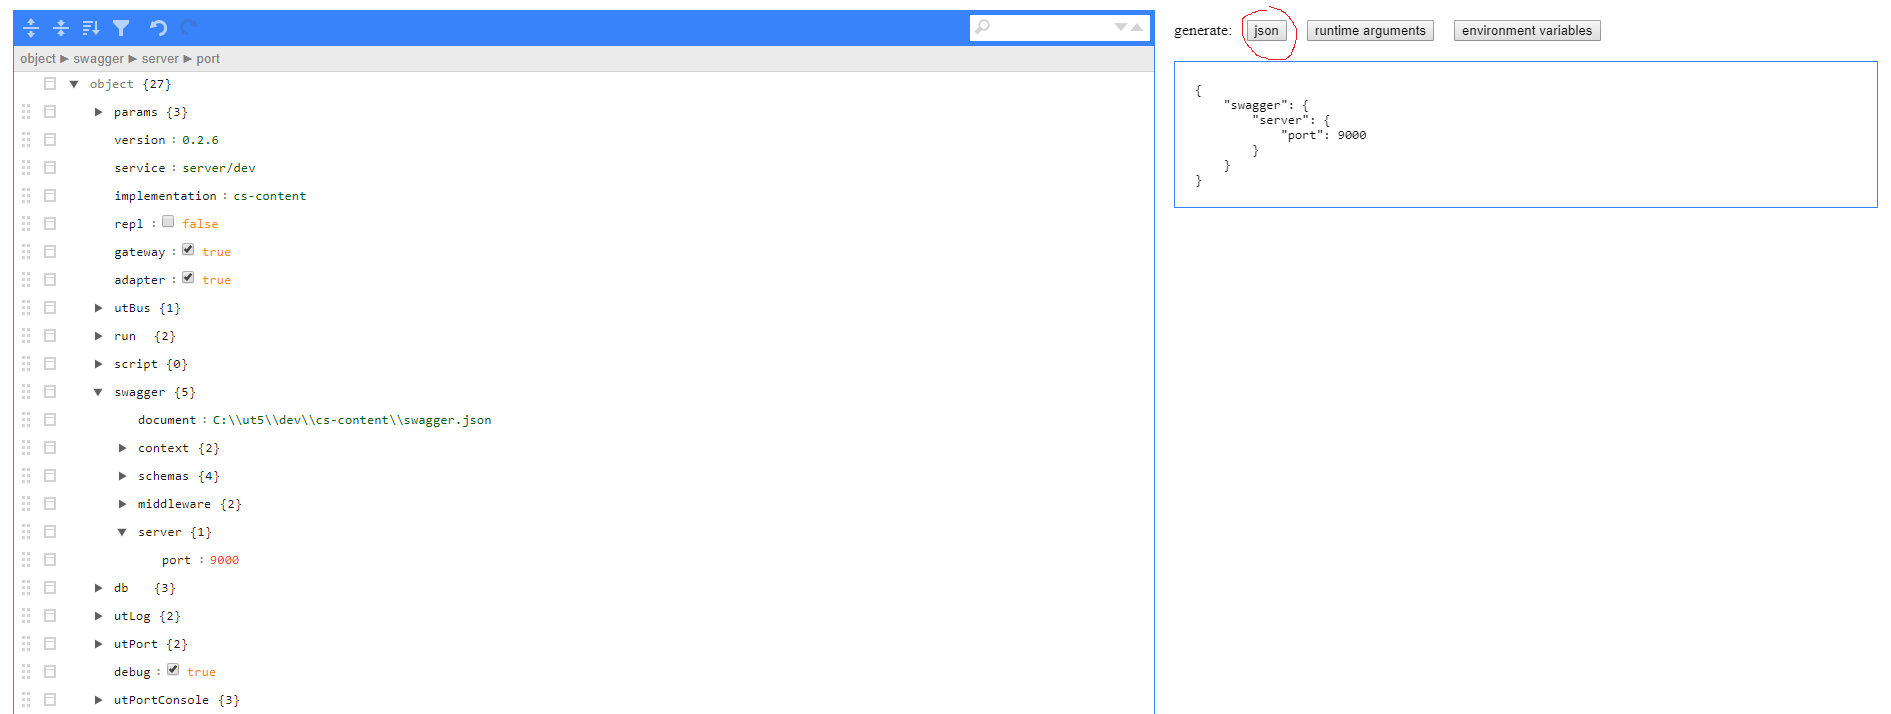 generate: json runtime arguments environment variables
object ▶ swagger ▶ server ▶ port
object {27}
params {3}
version : 0.2.6
service : server/dev
implementation : cs-content
repl : false
gateway : true
adapter : true
utBus {1}
run {2}
script {0}
swagger {5}
document : C:\\ut5\\dev\\cs-content\\swagger.json
context {2}
schemas {4}
middleware {2}
server {1}
port : 9000
db {3}
utLog {2}
utPort {2}
debug : true
utPortConsole {3}
{
"swagger": {
"server": {
"port": 9000
}
}
}